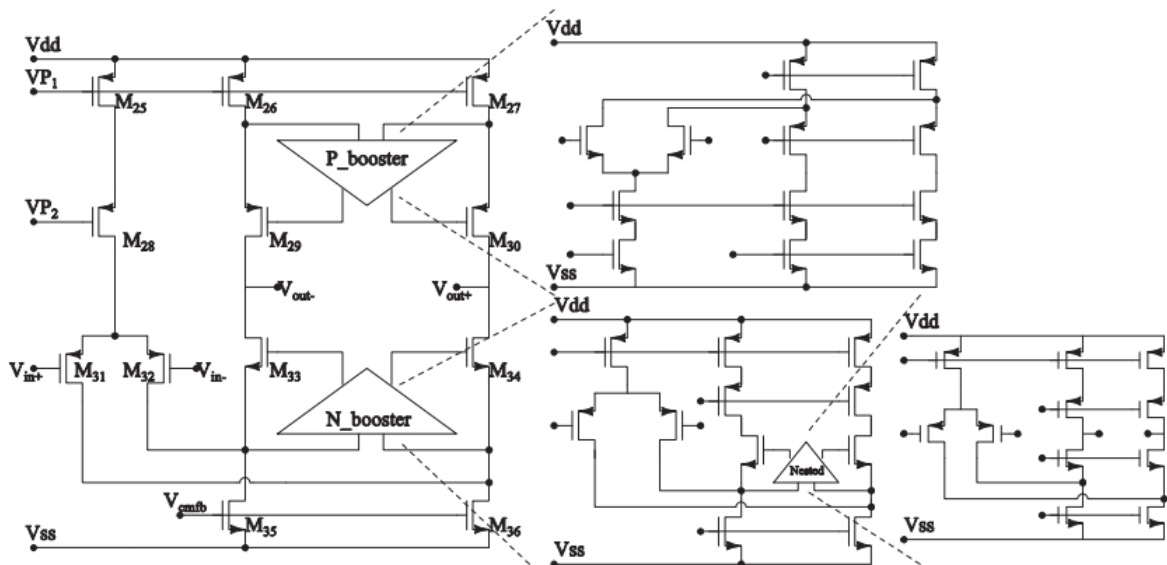 Vdd
VP1
M25
M26
M27
P_booster
VP2
M28
M29
M30
Vout-
Vout+
Vin+
M31
M32
Vin-
M33
M34
N_booster
Vcmfb
M35
M36
Vss
Vdd
Vss
Vdd
Nested
Vss
Vdd
Vss